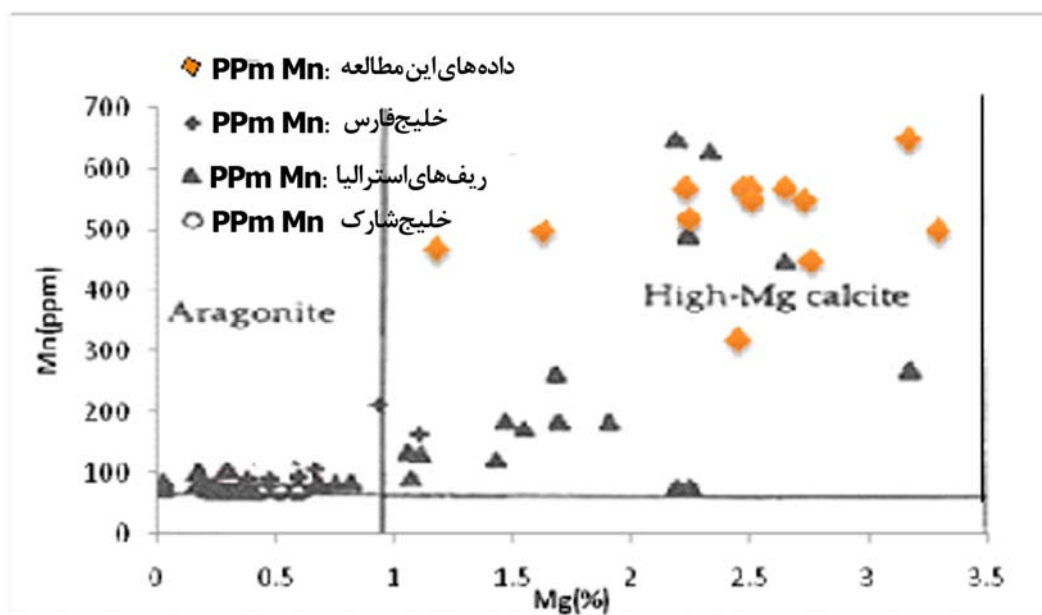 PPm Mn: داده‌های این مطالعه
PPm Mn: خلیج فارس
PPm Mn: ریف‌های استرالیا
PPm Mn خلیج شارک
700
600
500
400
300
200
100
0
Mn(ppm)
Aragonite
High-Mg calcite
0 0.5 1 1.5 2 2.5 3 3.5
Mg(%)